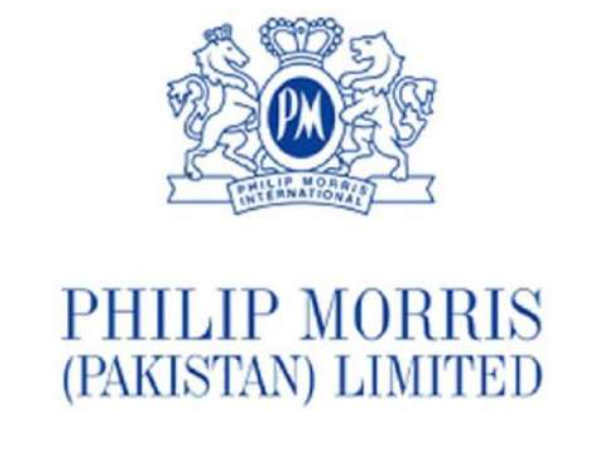 PM
PHILIP MORRIS
INTERNATIONAL
PHILIP MORRIS
(PAKISTAN) LIMITED